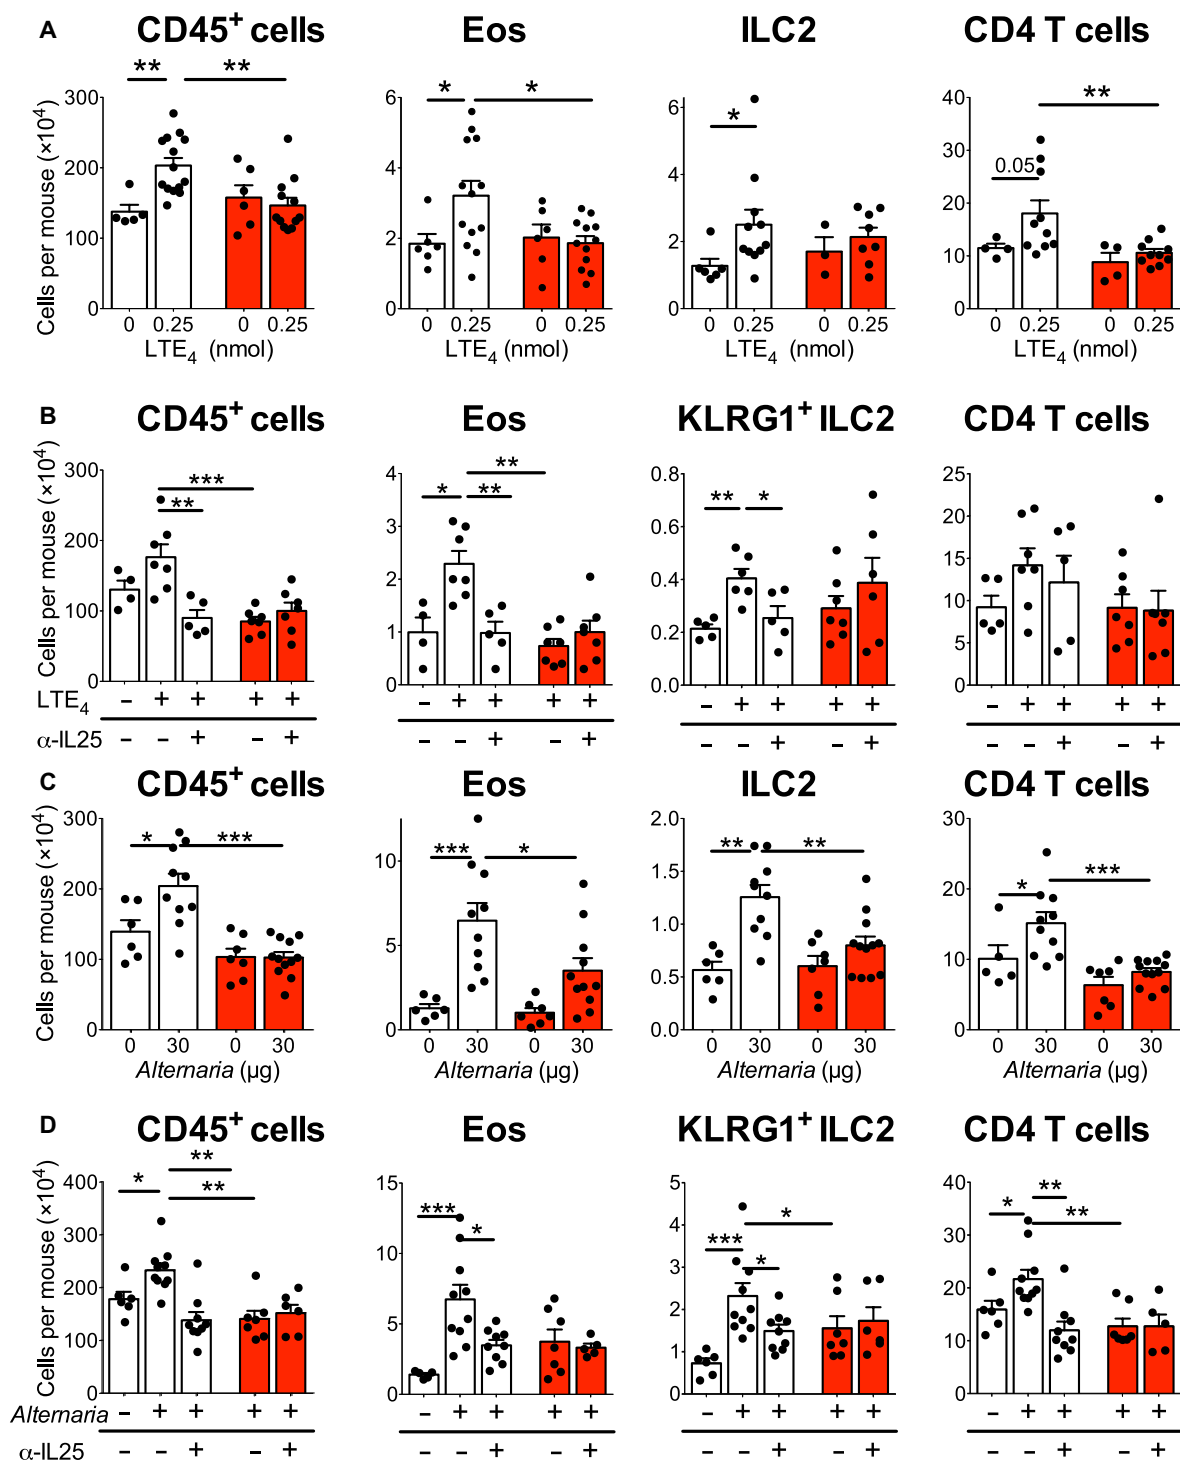 A CD45⁺ cells Eos ILC2 CD4 T cells
** ** * * * ** 0.05
Cells per mouse (×10⁴)
300 200 100 0
6 4 2 0
6 4 2 0
40 30 20 10 0
0 0.25 0 0.25 0 0.25 0 0.25 0 0.25 0 0.25 0 0.25 0 0.25
LTE₄ (nmol) LTE₄ (nmol) LTE₄ (nmol) LTE₄ (nmol)
B CD45⁺ cells Eos KLRG1⁺ ILC2 CD4 T cells
*** ** * ** ** ** *
Cells per mouse (×10⁴)
300 200 100 0
4 3 2 1 0
0.8 0.6 0.4 0.2 0.0
25 20 15 10 5 0
LTE₄ − + + + + − + + + + − + + + + − + + + +
α-IL25 − − + − + − − + − + − − + − + − − + − +
C CD45⁺ cells Eos ILC2 CD4 T cells
* *** *** * ** ** * ***
Cells per mouse (×10⁴)
300 200 100 0
10 5 0
2.0 1.5 1.0 0.5 0.0
30 20 10 0
0 30 0 30 0 30 0 30 0 30 0 30 0 30 0 30
Alternaria (µg) Alternaria (µg) Alternaria (µg) Alternaria (µg)
D CD45⁺ cells Eos KLRG1⁺ ILC2 CD4 T cells
* ** ** *** * *** * * * ** **
Cells per mouse (×10⁴)
400 300 200 100 0
15 10 5 0
5 4 3 2 1 0
40 30 20 10 0
Alternaria − + + + + − + + + + − + + + + − + + + +
α-IL25 − − + − + − − + − + − − + − + − − + − +